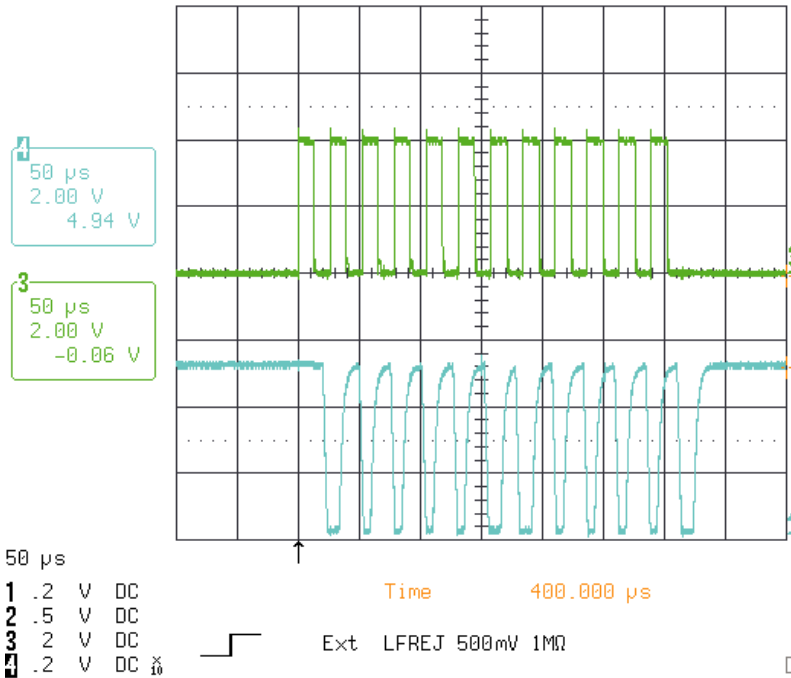 4
50 µs
2.00 V
4.94 V
3
50 µs
2.00 V
-0.06 V
50 µs
1 .2 V DC
2 .5 V DC
3 2 V DC
4 .2 V DC X10
Time 400.000 µs
Ext LFREJ 500mV 1MΩ